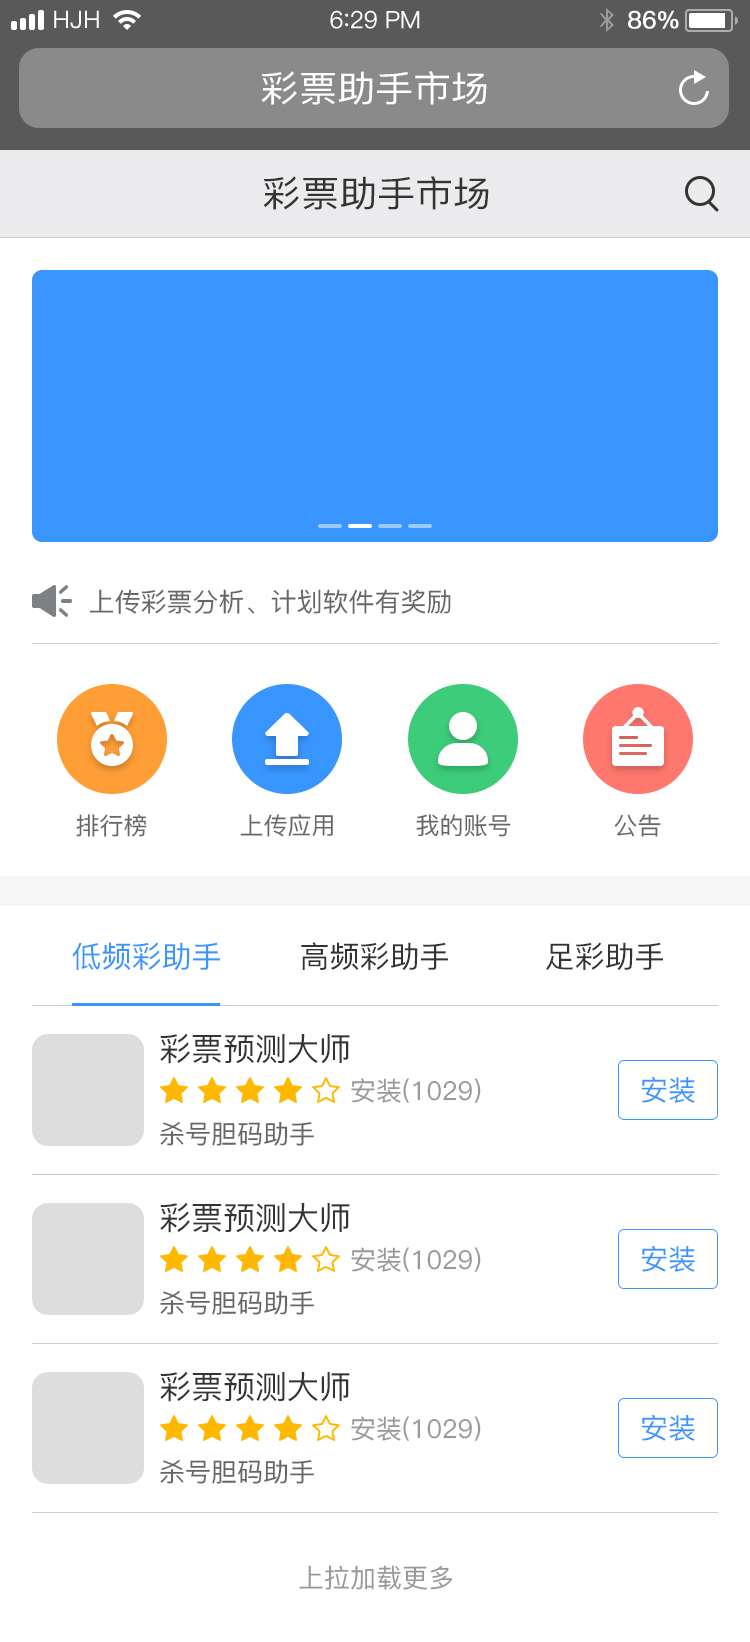 HJH 6:29 PM 86%
彩票助手市场
彩票助手市场
上传彩票分析、计划软件有奖励
排行榜 上传应用 我的账号 公告
低频彩助手 高频彩助手 足彩助手
彩票预测大师
安装(1029)
安装
杀号胆码助手
彩票预测大师
安装(1029)
安装
杀号胆码助手
彩票预测大师
安装(1029)
安装
杀号胆码助手
上拉加载更多